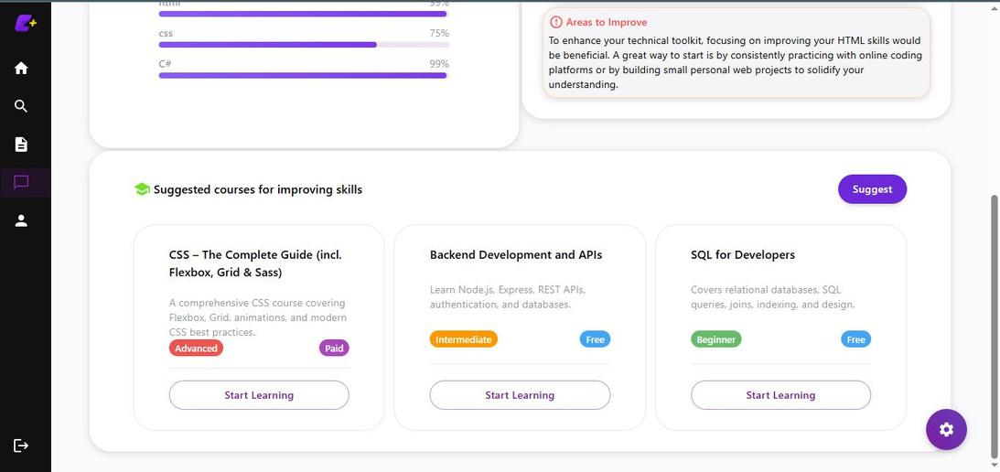 html 99%
css 75%
C# 99%
Areas to Improve
To enhance your technical toolkit, focusing on improving your HTML skills would
be beneficial. A great way to start is by consistently practicing with online coding
platforms or by building small personal web projects to solidify your
understanding.
Suggested courses for improving skills
Suggest
CSS – The Complete Guide (incl.
Flexbox, Grid & Sass)
A comprehensive CSS course covering
Flexbox, Grid, animations, and modern
CSS best practices.
Advanced Paid
Start Learning
Backend Development and APIs
Learn Node.js, Express, REST APIs,
authentication, and databases.
Intermediate Free
Start Learning
SQL for Developers
Covers relational databases, SQL
queries, joins, indexing, and design.
Beginner Free
Start Learning